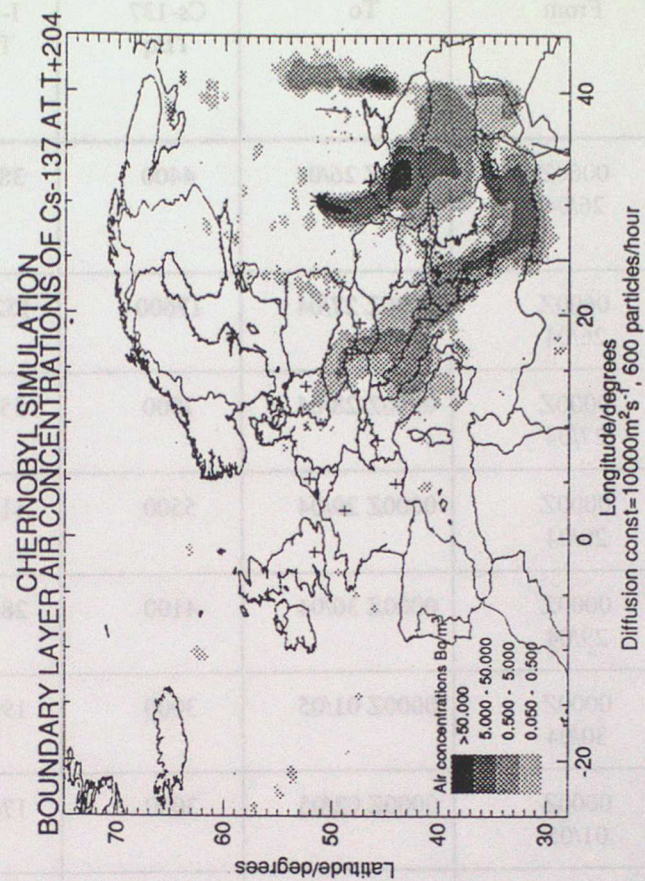 CHERNOBYL SIMULATION
BOUNDARY LAYER AIR CONCENTRATIONS OF Cs-137 AT T+204
Latitude/degrees
70
60
50
40
30
-20
0
20
40
Longitude/degrees
Diffusion const=10000m²s⁻¹, 600 particles/hour
Air concentrations Bq/m³
>50.000
5.000 - 50.000
0.500 - 5.000
0.050 - 0.500